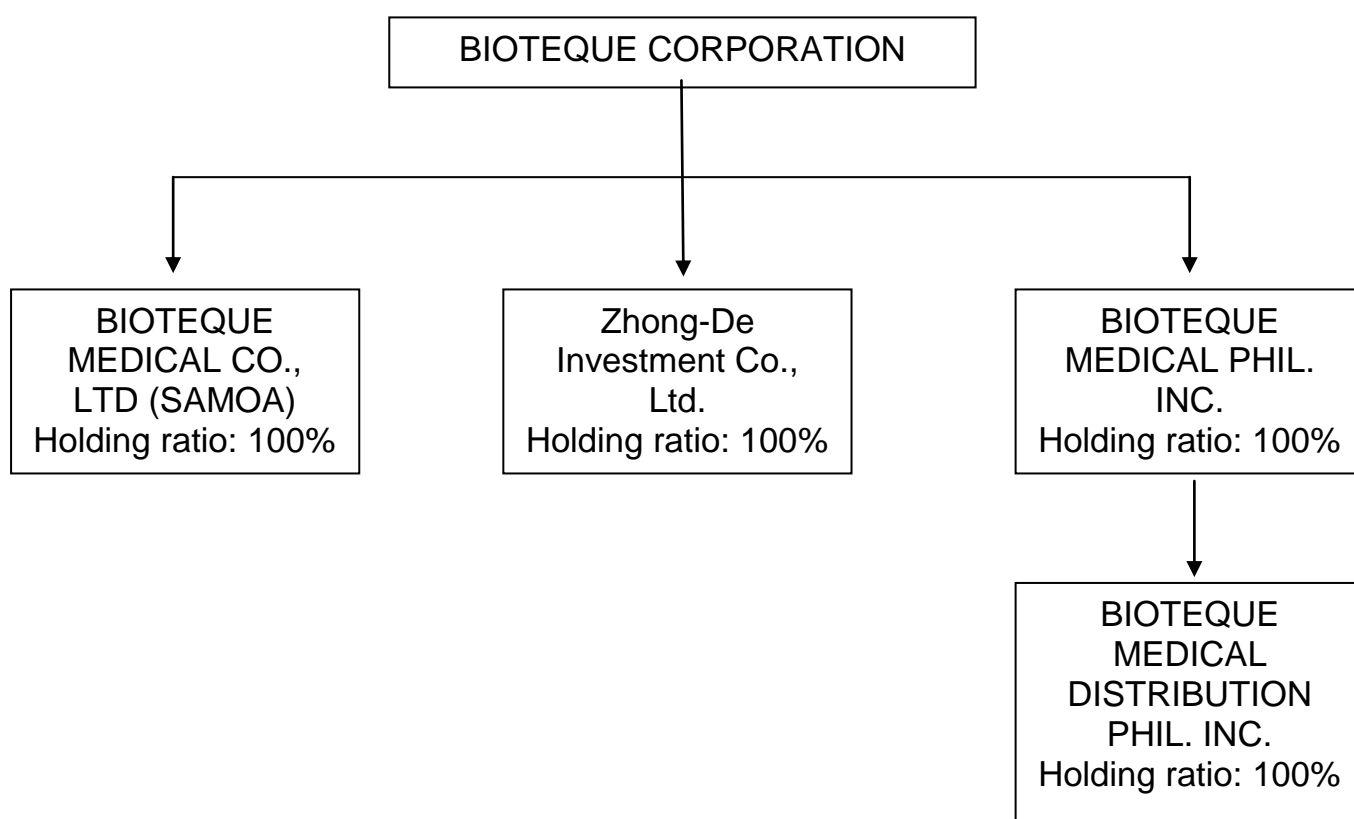 BIOTEQUE CORPORATION
BIOTEQUE
MEDICAL CO.,
LTD (SAMOA)
Holding ratio: 100%
Zhong-De
Investment Co.,
Ltd.
Holding ratio: 100%
BIOTEQUE
MEDICAL PHIL.
INC.
Holding ratio: 100%
BIOTEQUE
MEDICAL
DISTRIBUTION
PHIL. INC.
Holding ratio: 100%